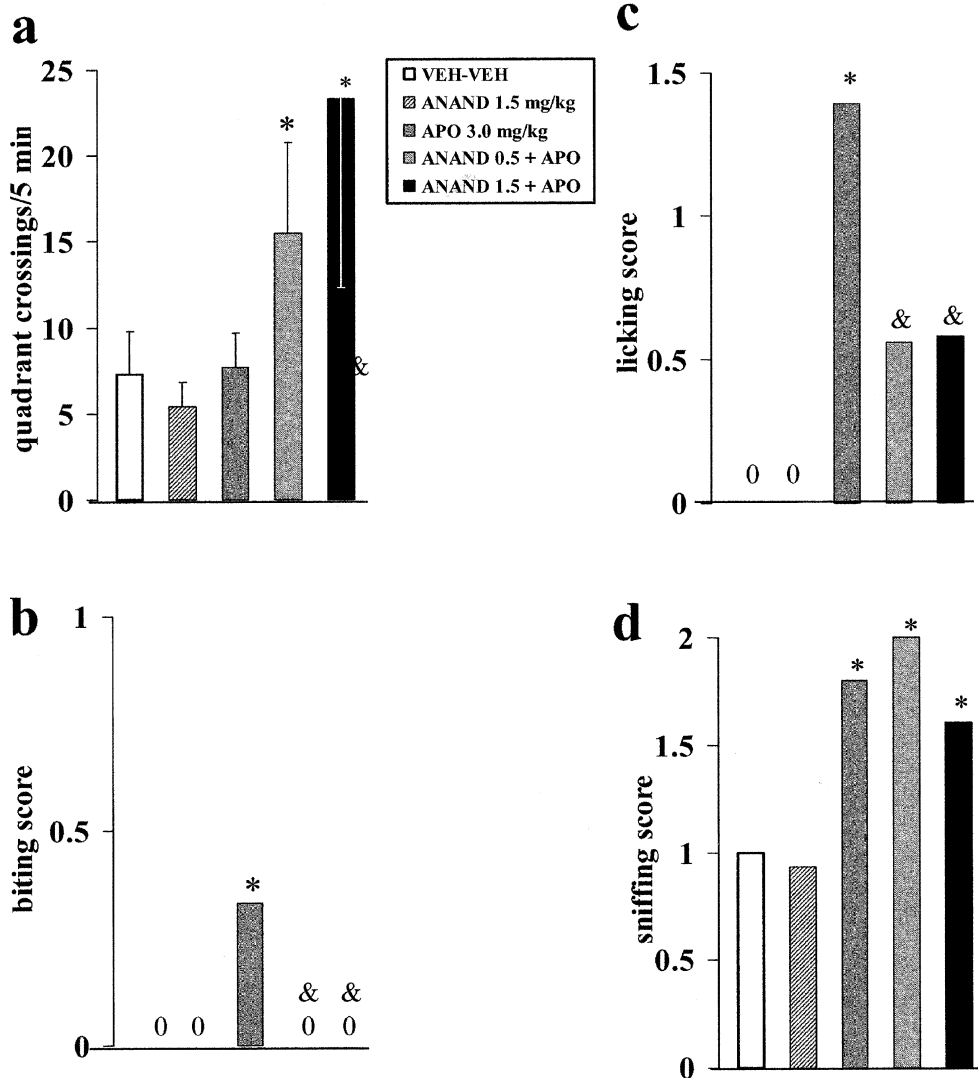 a
quadrant crossings/5 min
25
20
15
10
5
0
*
*
&
VEH-VEH
ANAND 1.5 mg/kg
APO 3.0 mg/kg
ANAND 0.5 + APO
ANAND 1.5 + APO
c
licking score
1.5
1
0.5
0
0 0
*
& &
b
biting score
1
0.5
0
0 0
*
& &
0 0
d
sniffing score
2
1.5
1
0.5
0
*
*
*